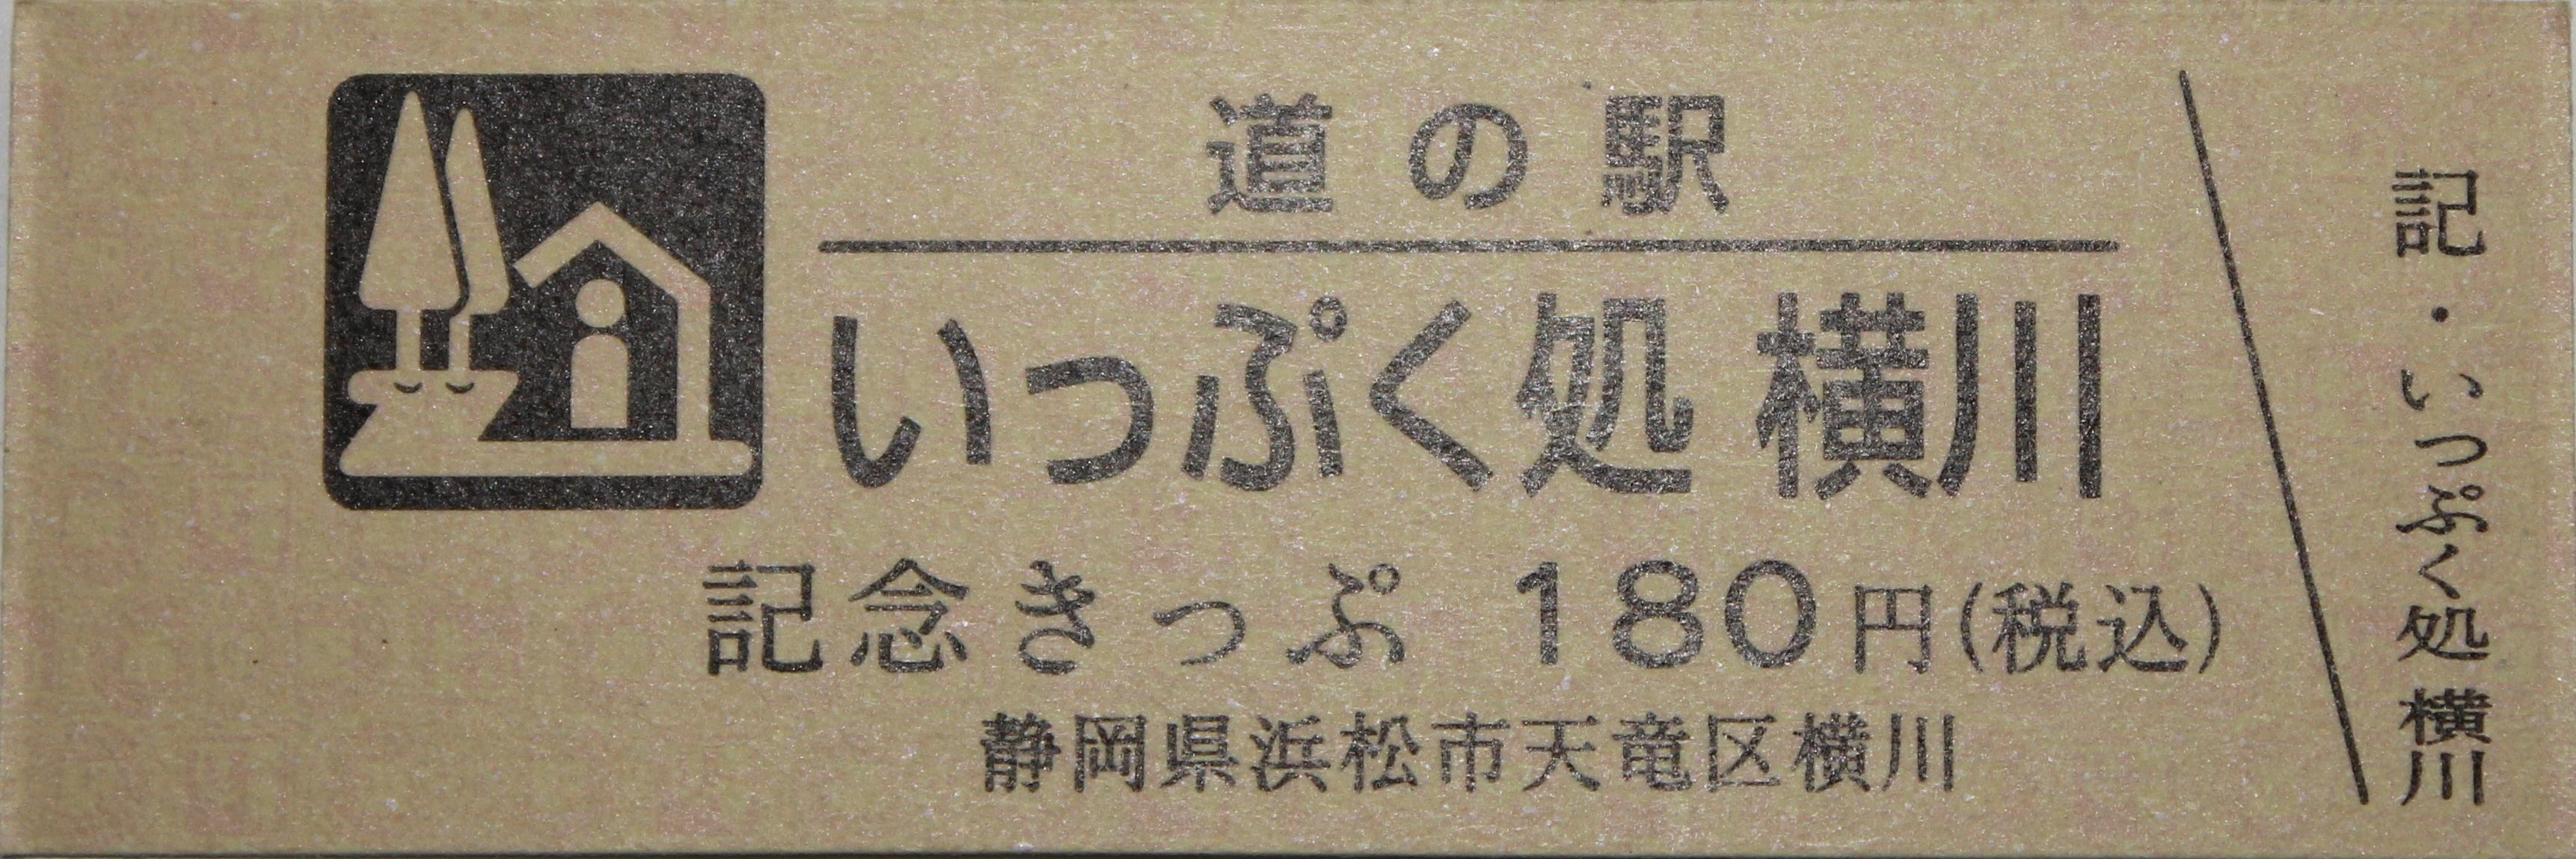 道の駅
いっぷく処 横川
記念きっぷ 180円(税込)
静岡県浜松市天竜区横川
記・いっぷく処 横川